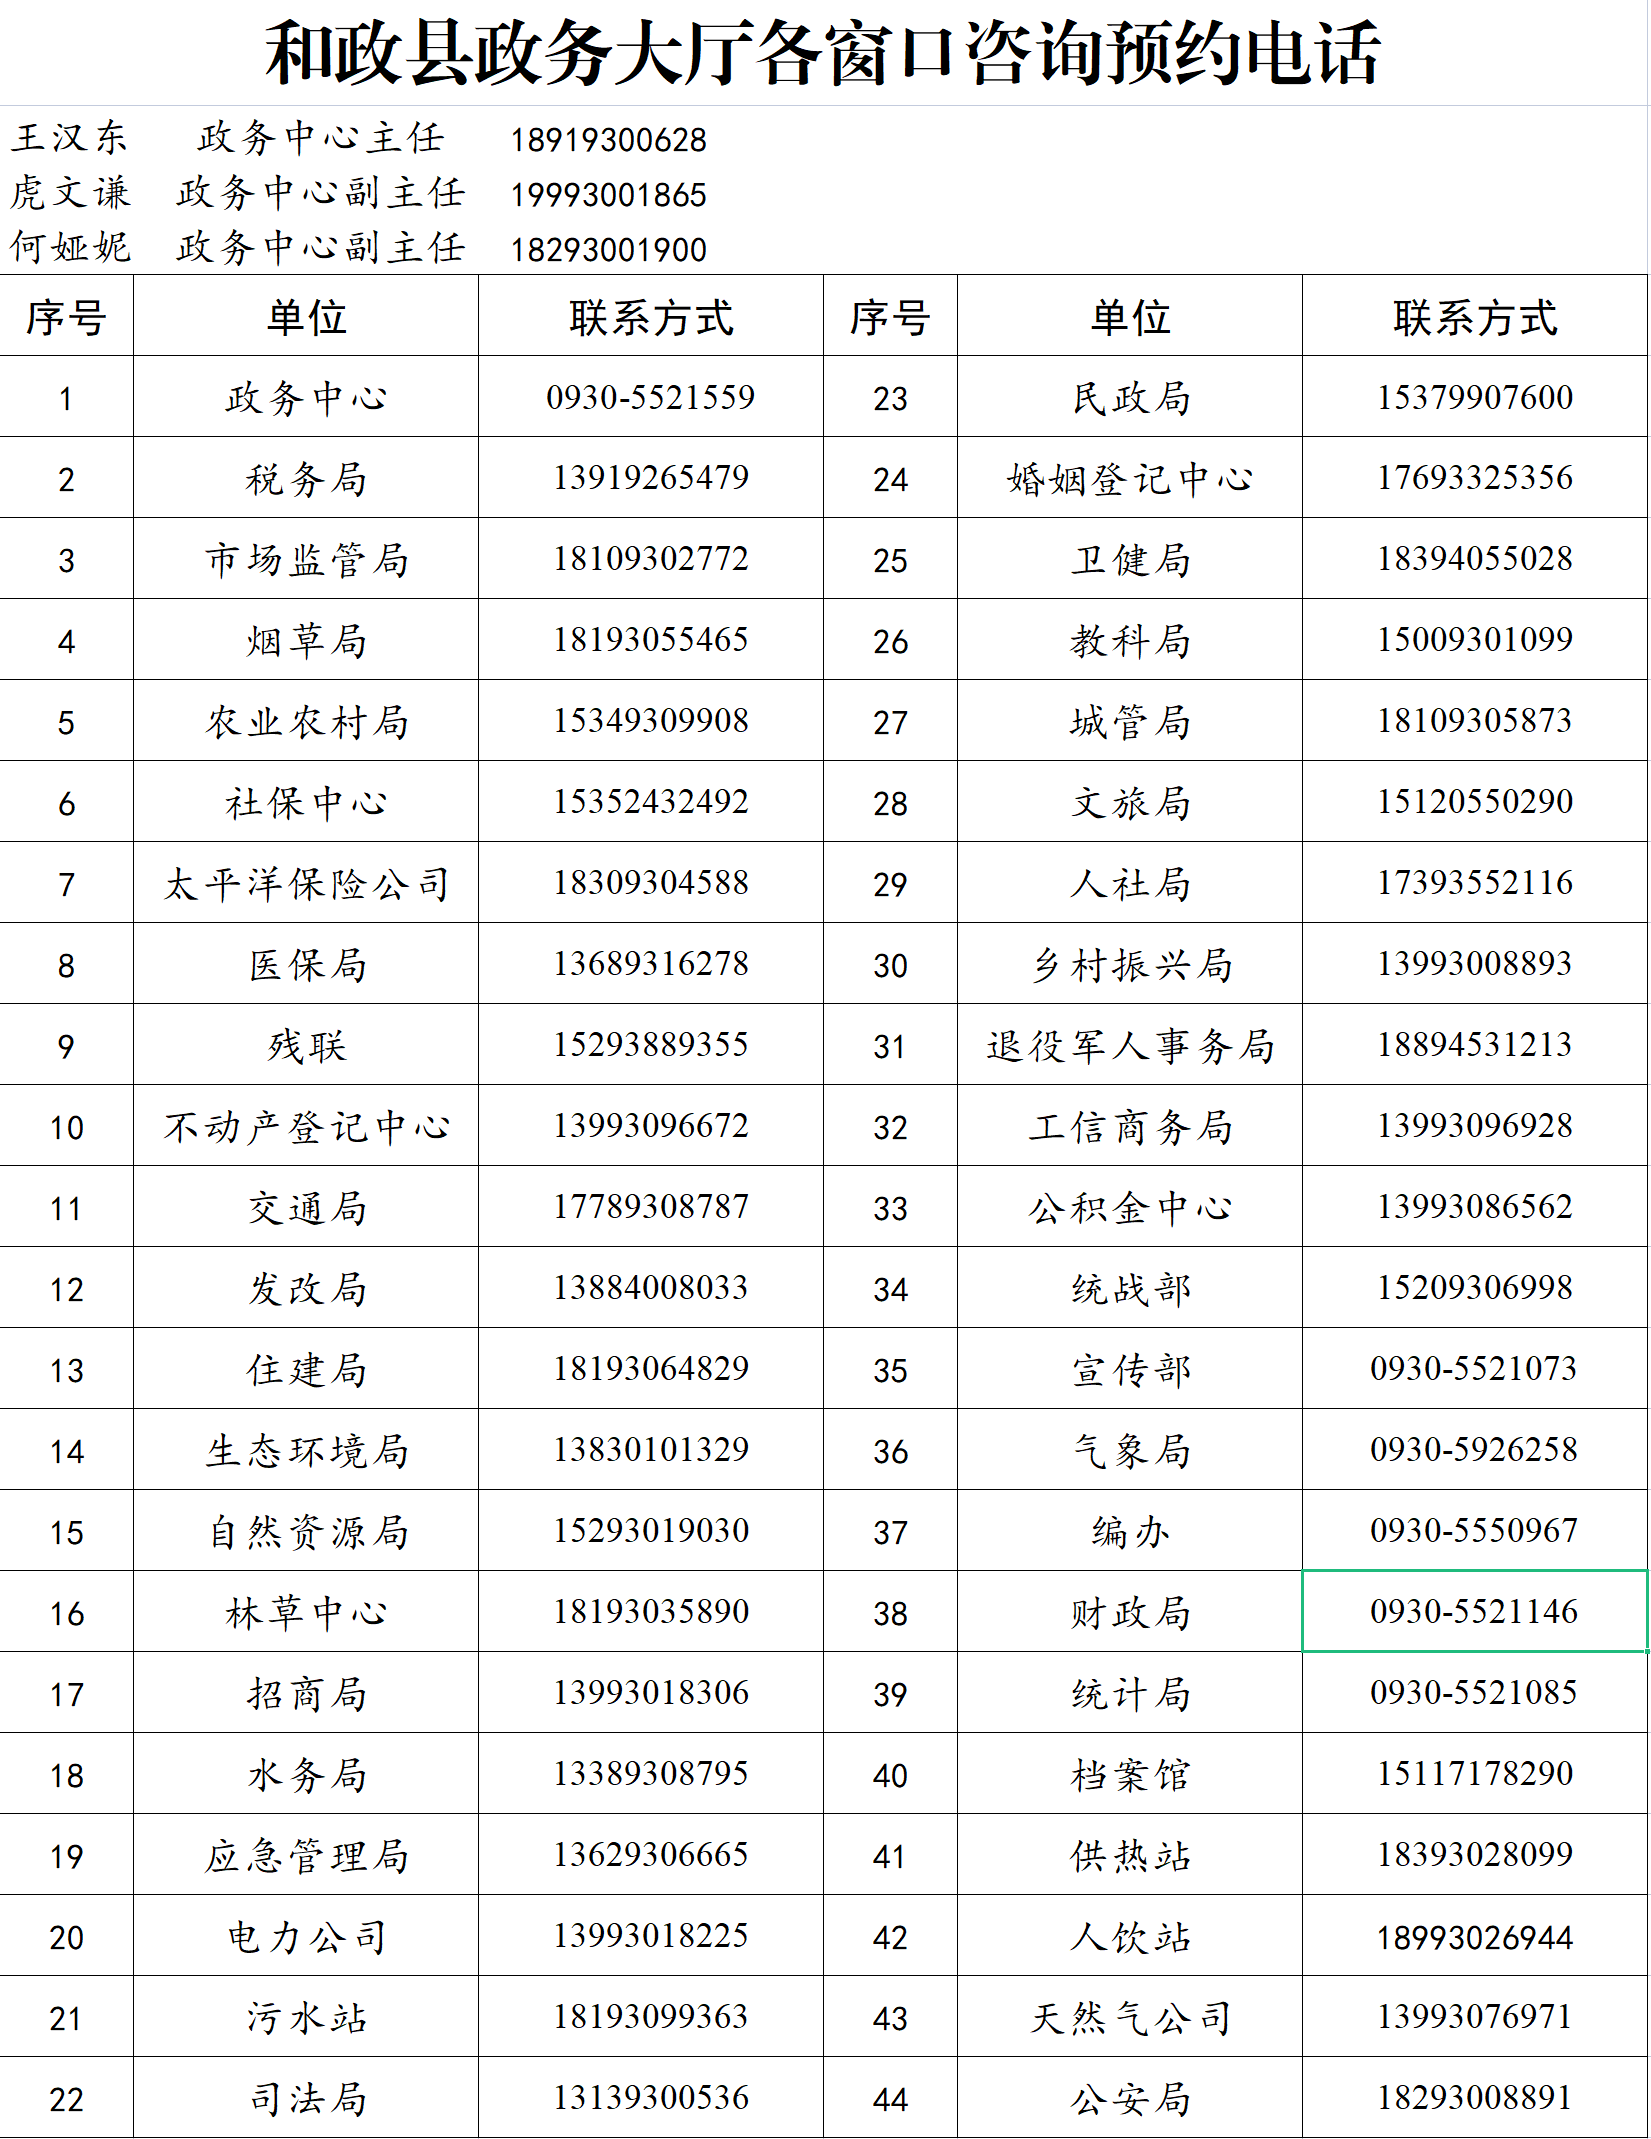 和政县政务大厅各窗口咨询预约电话
王汉东 政务中心主任 18919300628
虎文谦 政务中心副主任 19993001865
何娅妮 政务中心副主任 18293001900
序号 单位 联系方式 序号 单位 联系方式
1 政务中心 0930-5521559 23 民政局 15379907600
2 税务局 13919265479 24 婚姻登记中心 17693325356
3 市场监管局 18109302772 25 卫健局 18394055028
4 烟草局 18193055465 26 教科局 15009301099
5 农业农村局 15349309908 27 城管局 18109305873
6 社保中心 15352432492 28 文旅局 15120550290
7 太平洋保险公司 18309304588 29 人社局 17393552116
8 医保局 13689316278 30 乡村振兴局 13993008893
9 残联 15293889355 31 退役军人事务局 18894531213
10 不动产登记中心 13993096672 32 工信商务局 13993096928
11 交通局 17789308787 33 公积金中心 13993086562
12 发改局 13884008033 34 统战部 15209306998
13 住建局 18193064829 35 宣传部 0930-5521073
14 生态环境局 13830101329 36 气象局 0930-5926258
15 自然资源局 15293019030 37 编办 0930-5550967
16 林草中心 18193035890 38 财政局 0930-5521146
17 招商局 13993018306 39 统计局 0930-5521085
18 水务局 13389308795 40 档案馆 15117178290
19 应急管理局 13629306665 41 供热站 18393028099
20 电力公司 13993018225 42 人饮站 18993026944
21 污水站 18193099363 43 天然气公司 13993076971
22 司法局 13139300536 44 公安局 18293008891